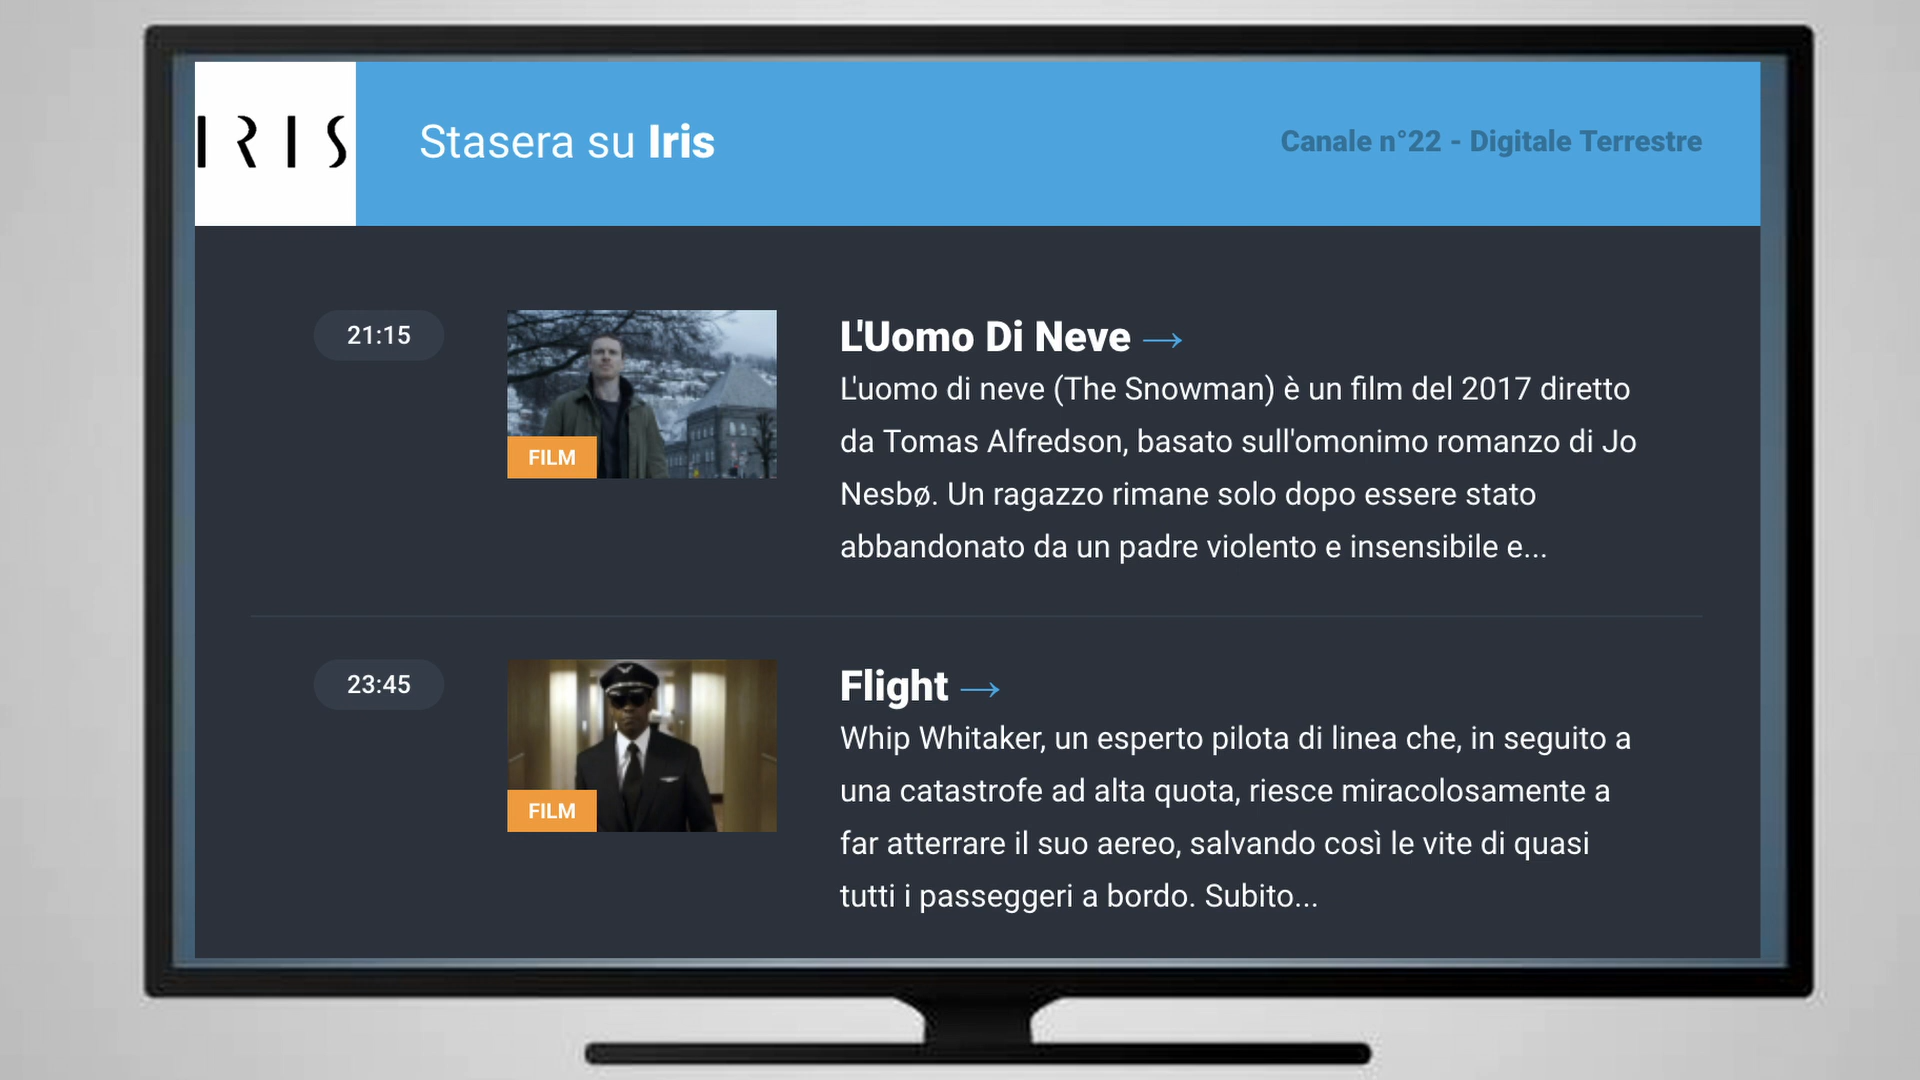 IRIS
Stasera su Iris
Canale n°22 - Digitale Terrestre
21:15
FILM
L'Uomo Di Neve →
L'uomo di neve (The Snowman) è un film del 2017 diretto
da Tomas Alfredson, basato sull'omonimo romanzo di Jo
Nesbø. Un ragazzo rimane solo dopo essere stato
abbandonato da un padre violento e insensibile e...
23:45
FILM
Flight →
Whip Whitaker, un esperto pilota di linea che, in seguito a
una catastrofe ad alta quota, riesce miracolosamente a
far atterrare il suo aereo, salvando così le vite di quasi
tutti i passeggeri a bordo. Subito...